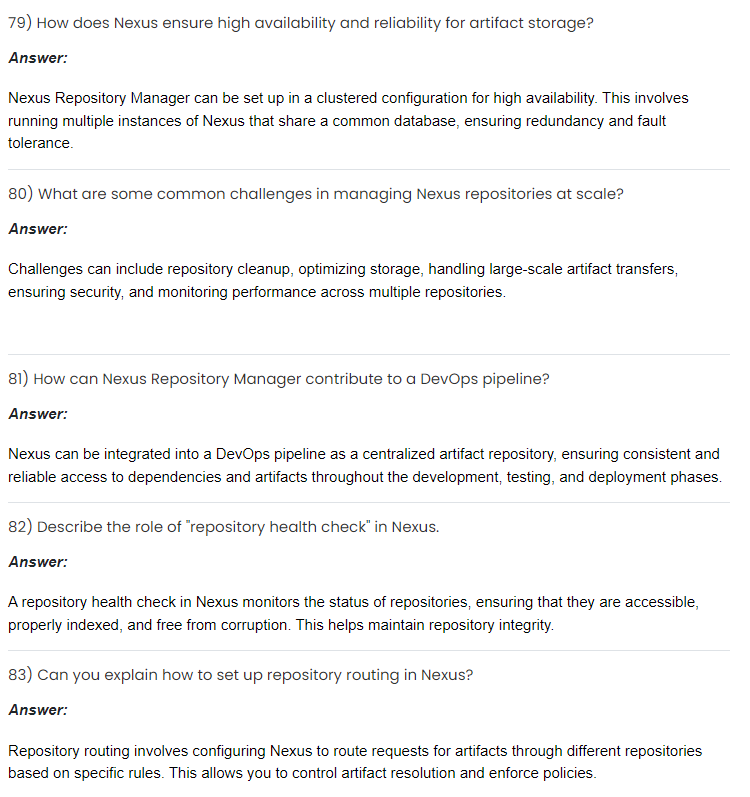 79) How does Nexus ensure high availability and reliability for artifact storage?
Answer:
Nexus Repository Manager can be set up in a clustered configuration for high availability. This involves
running multiple instances of Nexus that share a common database, ensuring redundancy and fault
tolerance.
80) What are some common challenges in managing Nexus repositories at scale?
Answer:
Challenges can include repository cleanup, optimizing storage, handling large-scale artifact transfers,
ensuring security, and monitoring performance across multiple repositories.
81) How can Nexus Repository Manager contribute to a DevOps pipeline?
Answer:
Nexus can be integrated into a DevOps pipeline as a centralized artifact repository, ensuring consistent and
reliable access to dependencies and artifacts throughout the development, testing, and deployment phases.
82) Describe the role of "repository health check" in Nexus.
Answer:
A repository health check in Nexus monitors the status of repositories, ensuring that they are accessible,
properly indexed, and free from corruption. This helps maintain repository integrity.
83) Can you explain how to set up repository routing in Nexus?
Answer:
Repository routing involves configuring Nexus to route requests for artifacts through different repositories
based on specific rules. This allows you to control artifact resolution and enforce policies.